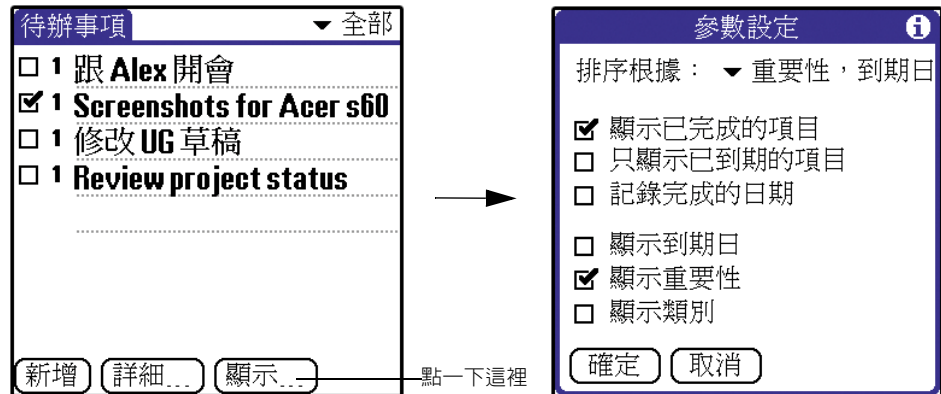 待辦事項 全部
1 跟 Alex 開會
1 Screenshots for Acer s60
1 修改 UG 草稿
1 Review project status
新增 詳細... 顯示...
點一下這裡
參數設定 i
排序根據： 重要性，到期日
顯示已完成的項目
只顯示已到期的項目
記錄完成的日期
顯示到期日
顯示重要性
顯示類別
確定 取消